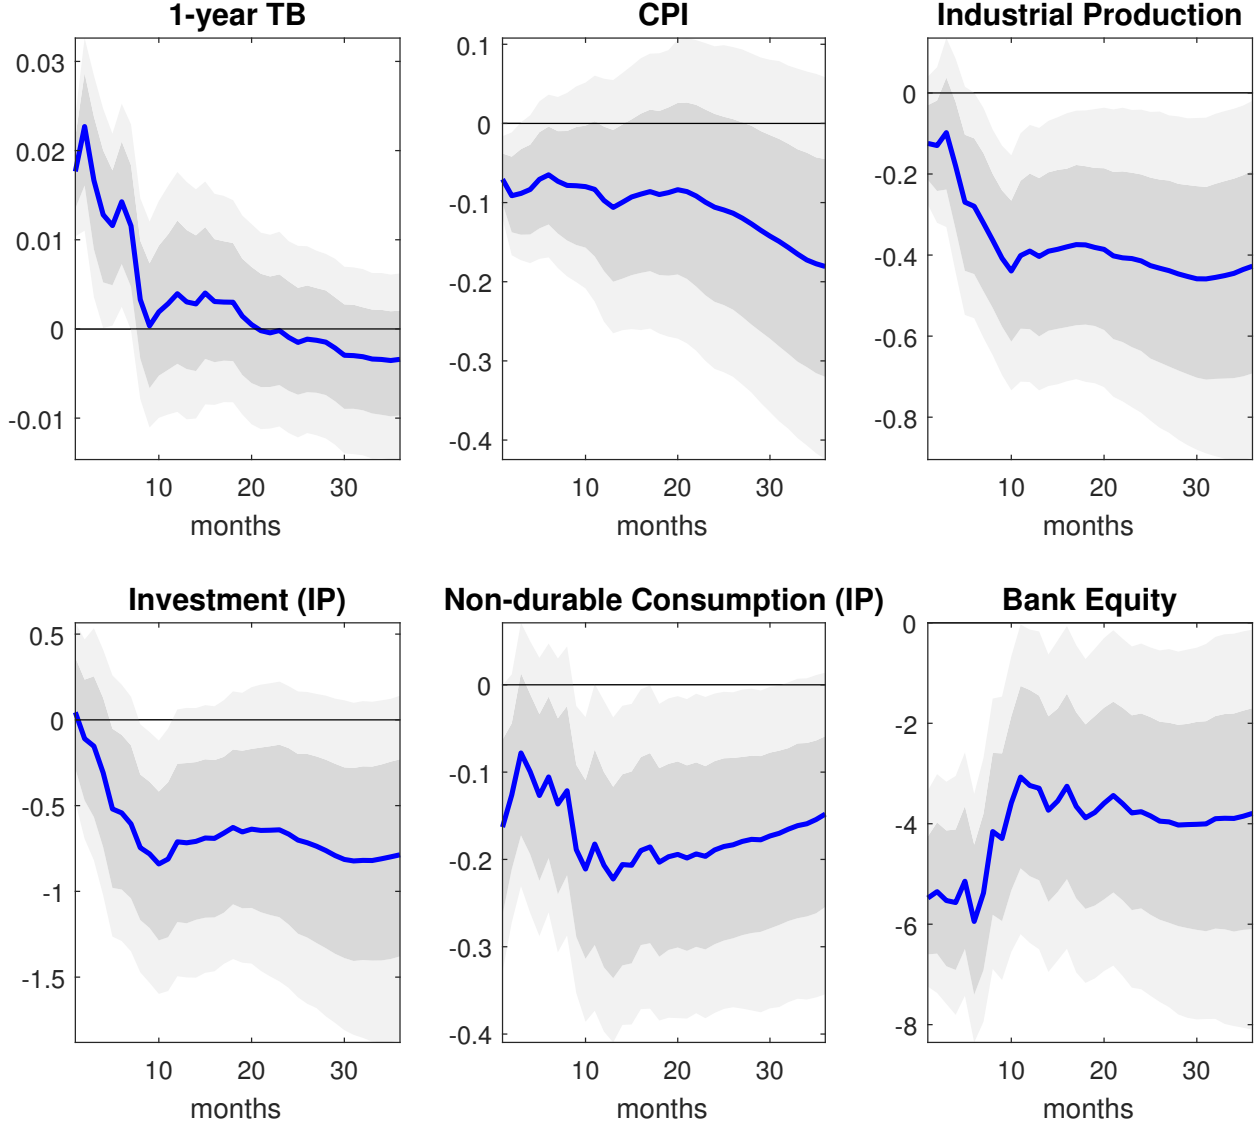 1-year TB
0.03
0.02
0.01
0
-0.01
10 20 30
months
CPI
0.1
0
-0.1
-0.2
-0.3
-0.4
10 20 30
months
Industrial Production
0
-0.2
-0.4
-0.6
-0.8
10 20 30
months
Investment (IP)
0.5
0
-0.5
-1
-1.5
10 20 30
months
Non-durable Consumption (IP)
0
-0.1
-0.2
-0.3
-0.4
10 20 30
months
Bank Equity
0
-2
-4
-6
-8
10 20 30
months